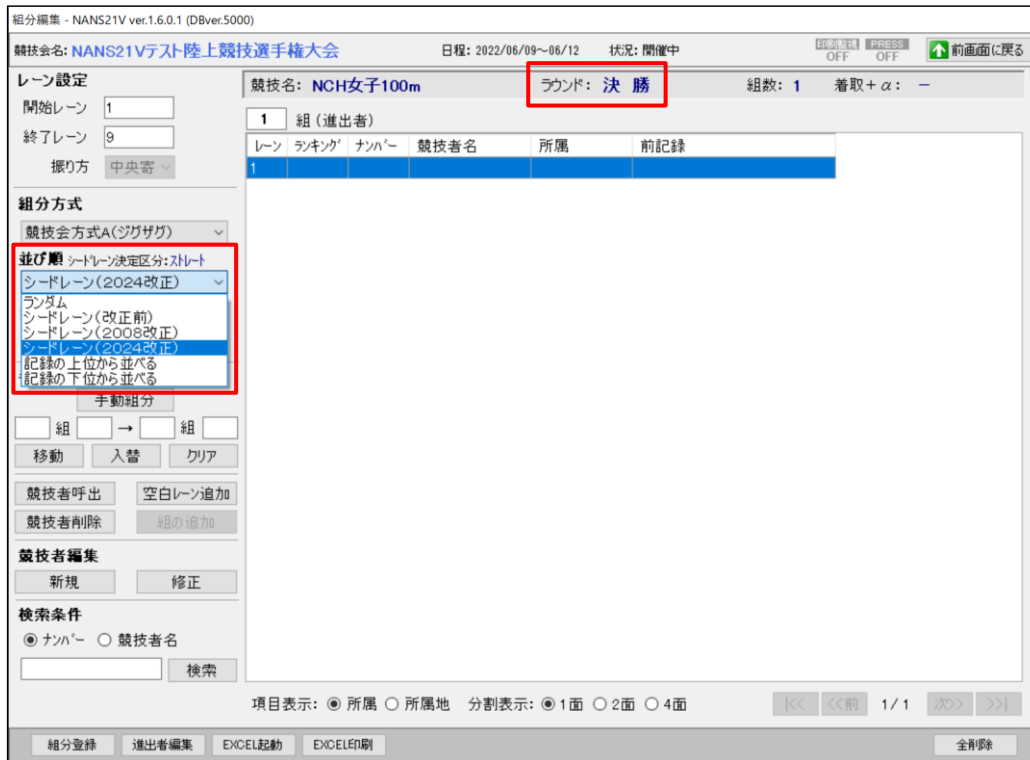 組分編集 - NANS21V ver.1.6.0.1 (DBver.5000)
競技会名: NANS21Vテスト陸上競技選手権大会 日程: 2022/06/09～06/12 状況: 開催中 印刷監視 OFF PRESS OFF 前画面に戻る
レーン設定
開始レーン 1
終了レーン 9
振り方 中央寄
競技名: NCH女子100m ラウンド: 決 勝 組数: 1 着取+α: －
1 組(進出者)
レーン ランキング ナンバー 競技者名 所属 前記録
1
組分方式
競技会方式A(ジグザグ)
並び順 シードレーン決定区分:ストレート
シードレーン(2024改正)
ランダム
シードレーン(改正前)
シードレーン(2008改正)
シードレーン(2024改正)
記録の上位から並べる
記録の下位から並べる
手動組分
組 → 組
移動 入替 クリア
競技者呼出 空白レーン追加
競技者削除 組の追加
競技者編集
新規 修正
検索条件
ナンバー 競技者名
検索
項目表示: 所属 所属地 分割表示: 1面 2面 4面 |<< <<前 1/1 次>> >>|
組分登録 進出者編集 EXCEL起動 EXCEL印刷 全削除